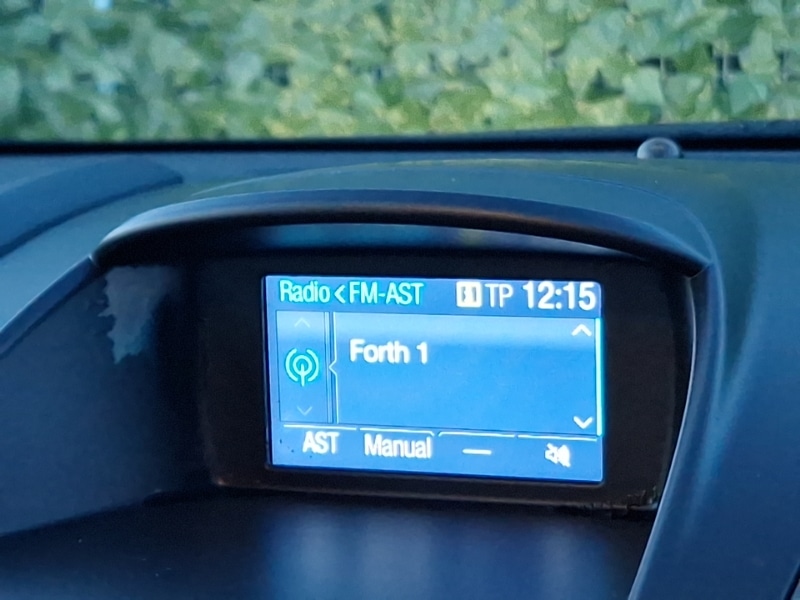 Radio < FM-AST TP 12:15
Forth 1
AST Manual —